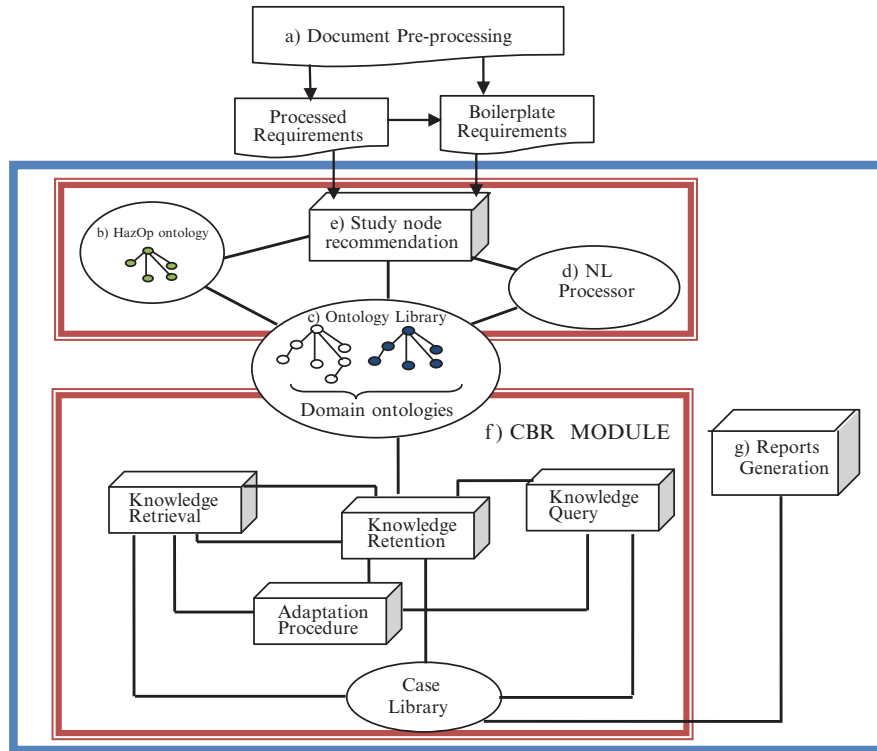 a) Document Pre-processing
Processed
Requirements
Boilerplate
Requirements
b) HazOp ontology
e) Study node
recommendation
d) NL
Processor
c) Ontology Library
Domain ontologies
f) CBR MODULE
g) Reports
Generation
Knowledge
Retrieval
Knowledge
Retention
Knowledge
Query
Adaptation
Procedure
Case
Library